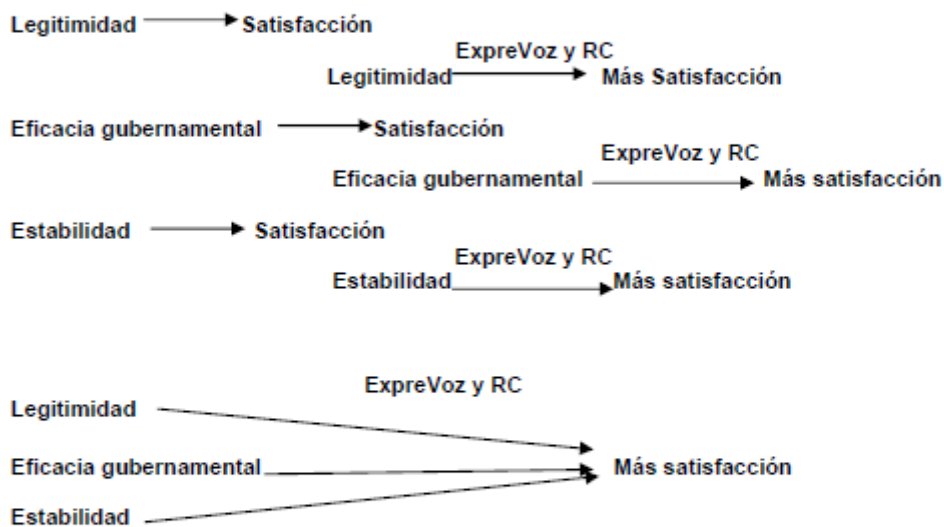 Legitimidad Satisfacción
ExpreVoz y RC
Legitimidad Más Satisfacción
Eficacia gubernamental Satisfacción
ExpreVoz y RC
Eficacia gubernamental Más satisfacción
Estabilidad Satisfacción
ExpreVoz y RC
Estabilidad Más satisfacción
ExpreVoz y RC
Legitimidad
Eficacia gubernamental Más satisfacción
Estabilidad